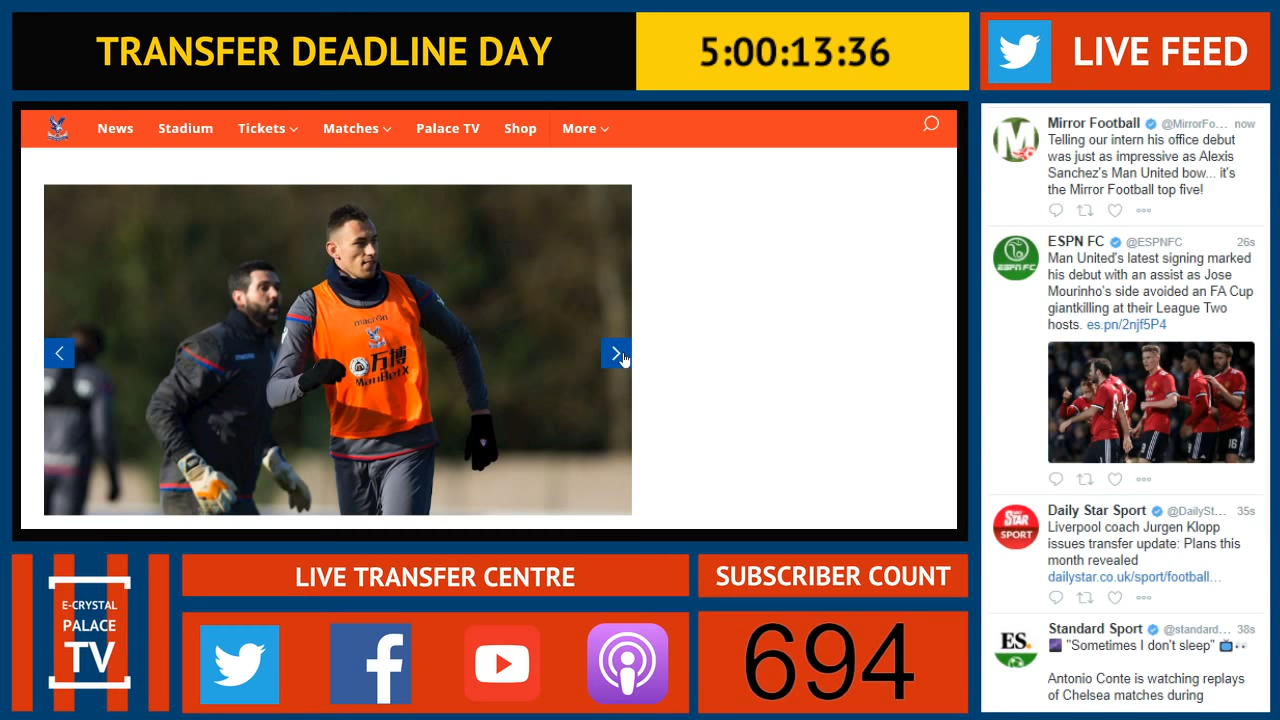 TRANSFER DEADLINE DAY
5:00:13:36
LIVE FEED
News Stadium Tickets Matches Palace TV Shop More
macron
万博
ManBetX
Mirror Football @MirrorFo... now
Telling our intern his office debut
was just as impressive as Alexis
Sanchez's Man United bow... it's
the Mirror Football top five!
ESPN FC @ESPNFC 26s
ESPN FC
Man United's latest signing marked
his debut with an assist as Jose
Mourinho's side avoided an FA Cup
giantkilling at their League Two
hosts. es.pn/2njf5P4
Daily Star Sport @DailySt... 35s
STAR
SPORT
Liverpool coach Jurgen Klopp
issues transfer update: Plans this
month revealed
dailystar.co.uk/sport/football...
Standard Sport @standard... 38s
ES.
"Sometimes I don't sleep"
Antonio Conte is watching replays
of Chelsea matches during
E-CRYSTAL
PALACE
TV
LIVE TRANSFER CENTRE
SUBSCRIBER COUNT
694